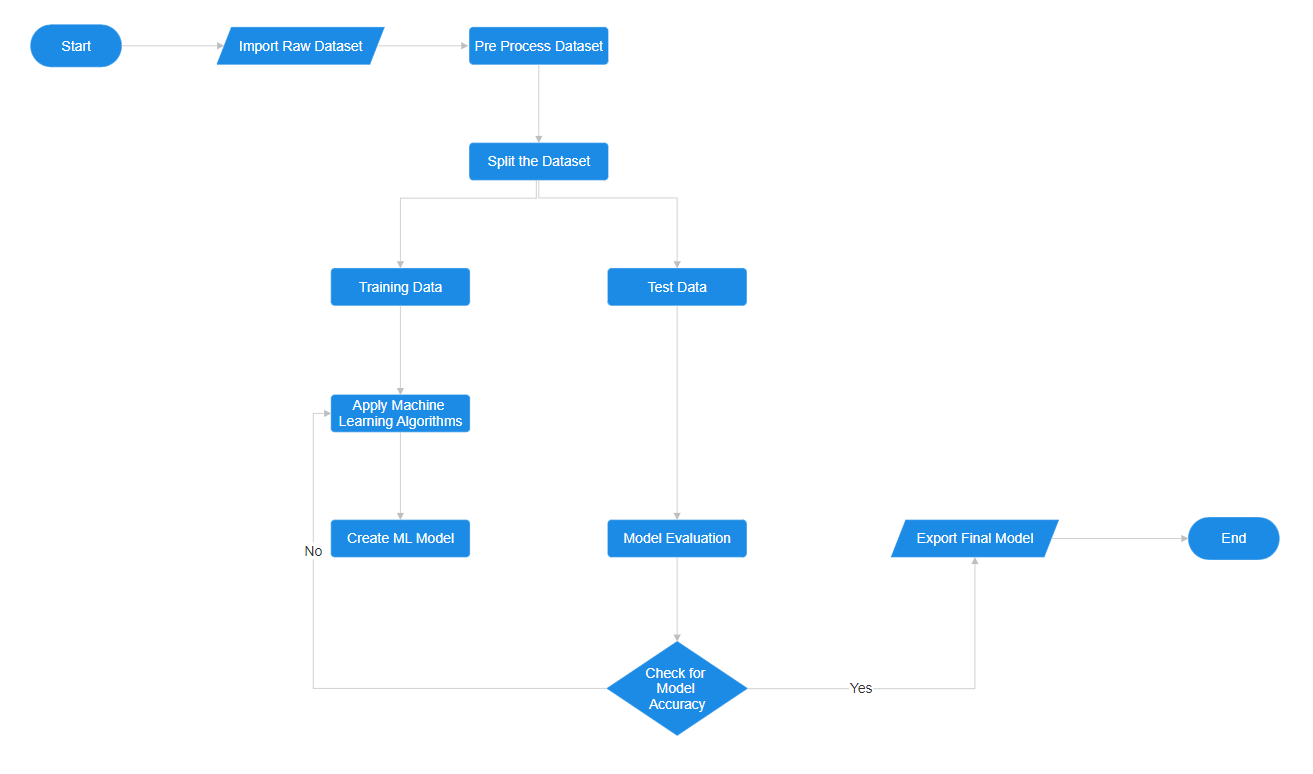 Start
Import Raw Dataset
Pre Process Dataset
Split the Dataset
Training Data
Test Data
Apply Machine
Learning Algorithms
Create ML Model
Model Evaluation
Export Final Model
End
No
Check for
Model
Accuracy
Yes